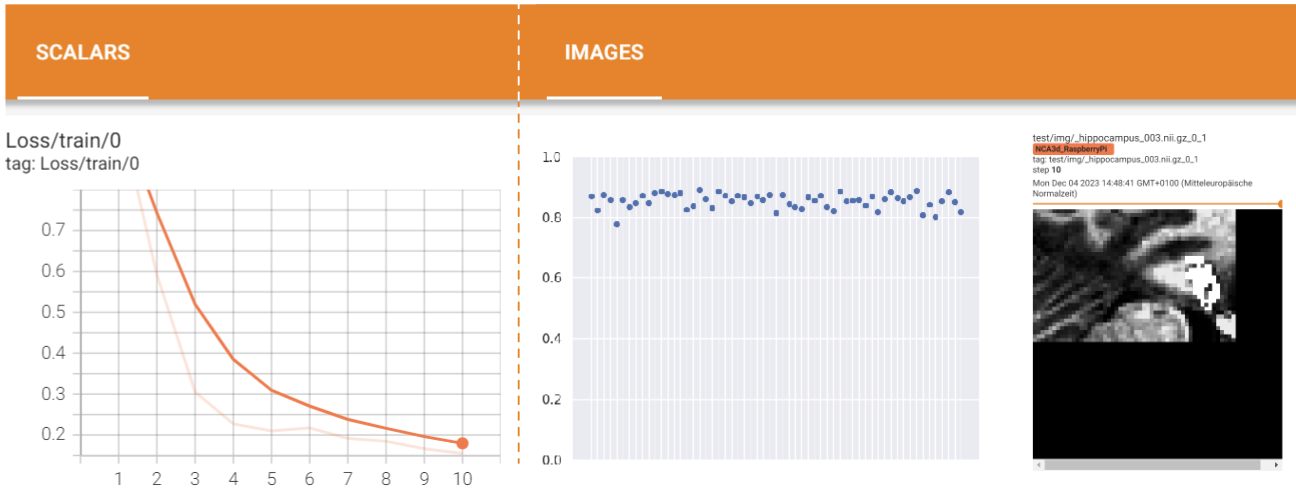 SCALARS
IMAGES
Loss/train/0
tag: Loss/train/0
0.7
0.6
0.5
0.4
0.3
0.2
1 2 3 4 5 6 7 8 9 10
1.0
0.8
0.6
0.4
0.2
0.0
test/img/_hippocampus_003.nii.gz_0_1
NCA3d_RaspberryPi
tag: test/img/_hippocampus_003.nii.gz_0_1
step 10
Mon Dec 04 2023 14:48:41 GMT+0100 (Mitteleuropäische
Normalzeit)